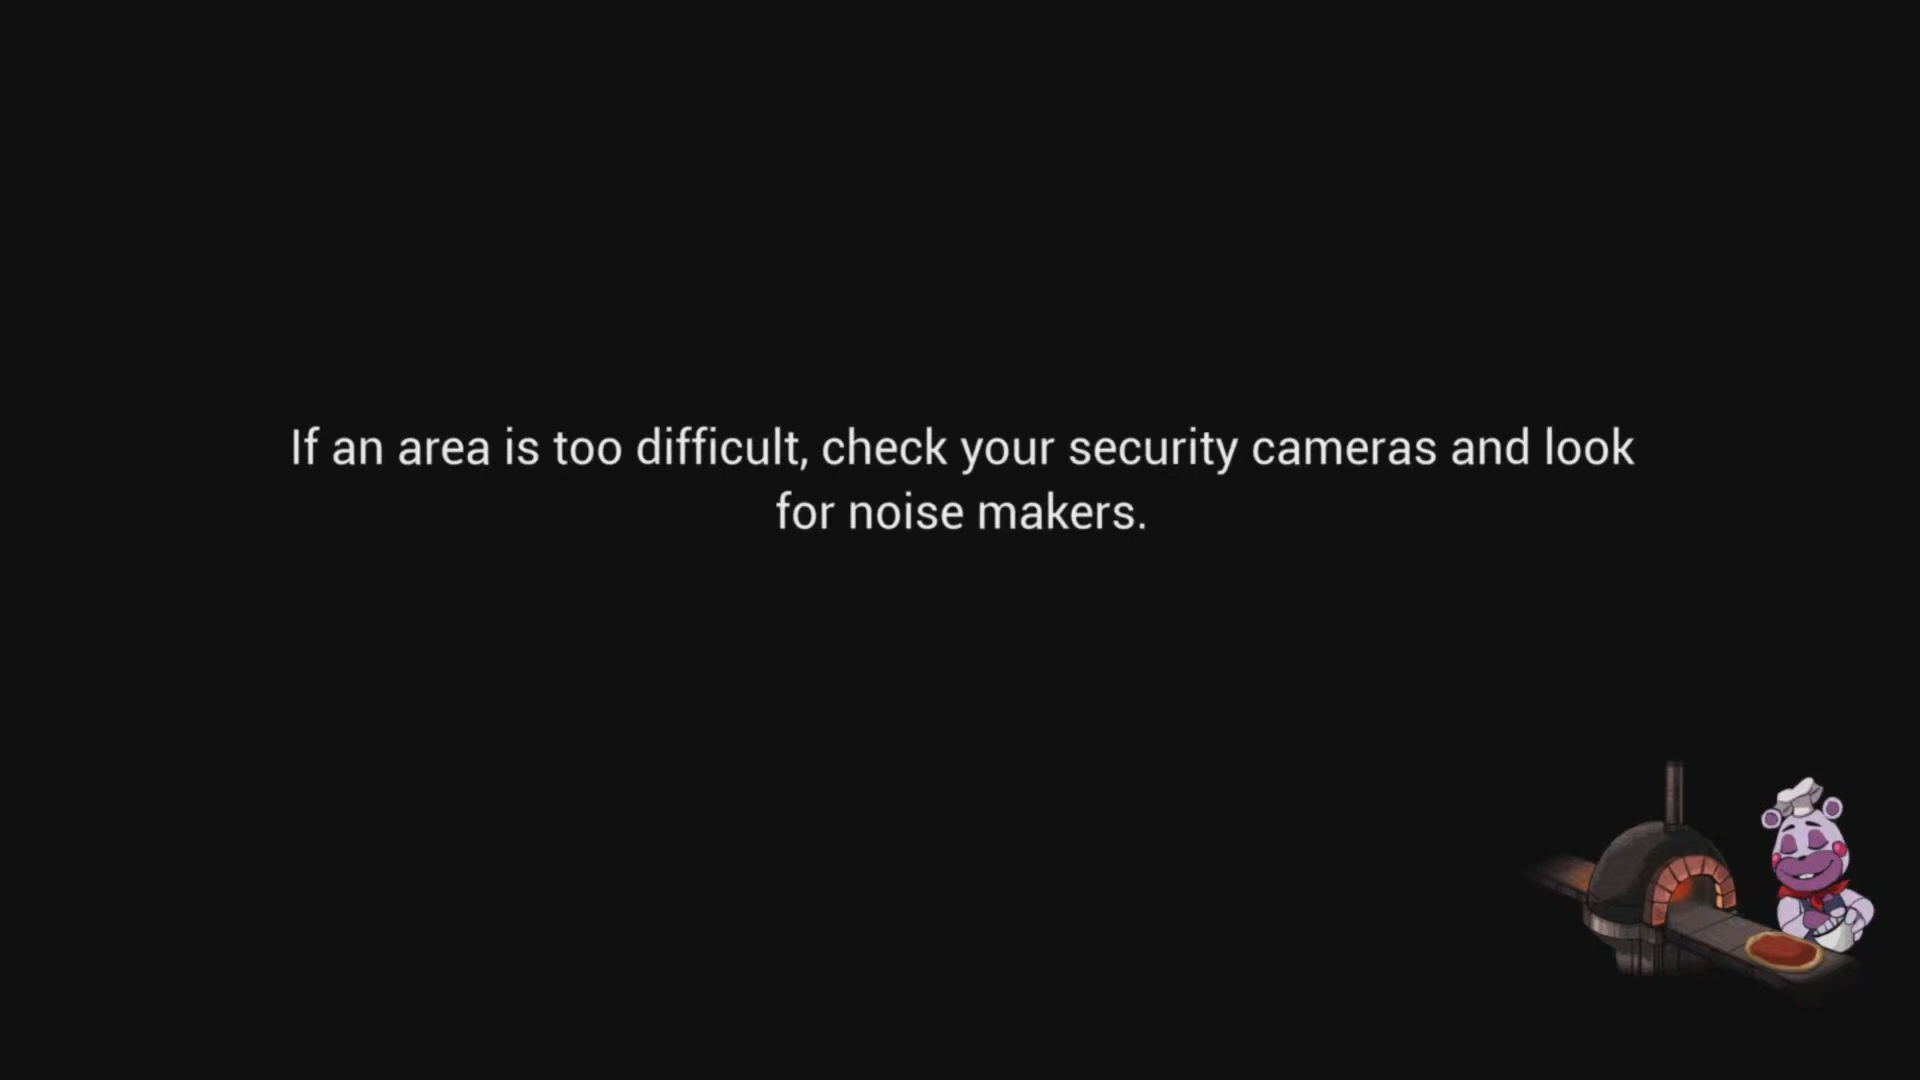 If an area is too difficult, check your security cameras and look
for noise makers.